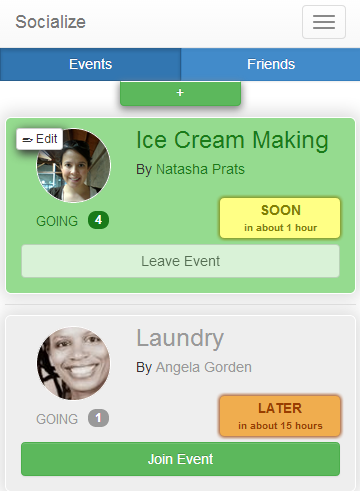 Socialize
Events
Friends
+
Edit
Ice Cream Making
By Natasha Prats
GOING 4
SOON
in about 1 hour
Leave Event
Laundry
By Angela Gorden
GOING 1
LATER
in about 15 hours
Join Event